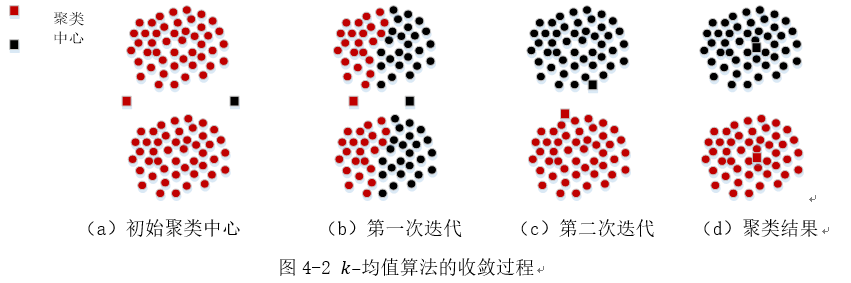 聚类
中心
（a）初始聚类中心
（b）第一次迭代
（c）第二次迭代
（d）聚类结果
图 4-2 k-均值算法的收敛过程